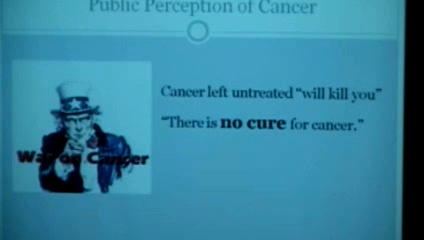 Public Perception of Cancer
Cancer left untreated “will kill you”
“There is no cure for cancer.”
War on Cancer